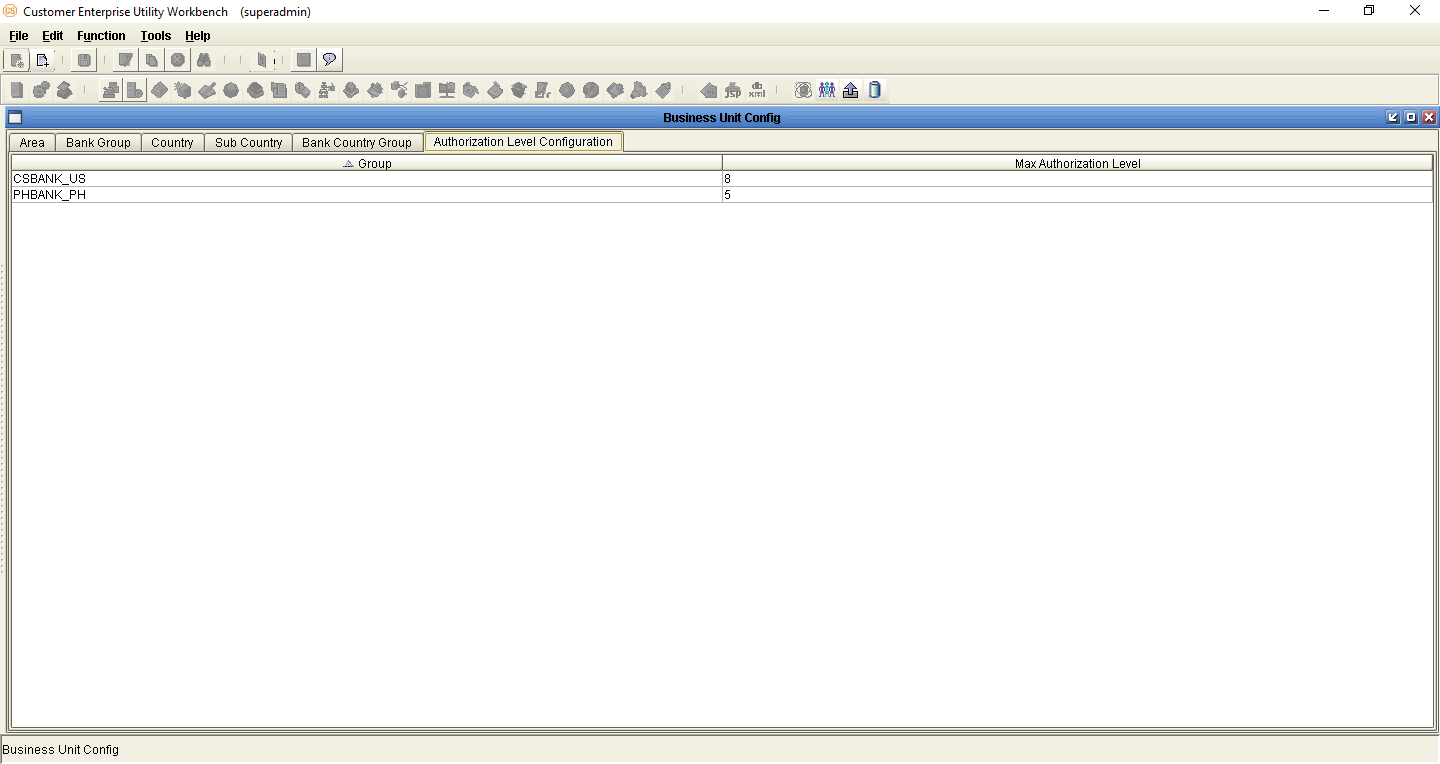 CS Customer Enterprise Utility Workbench (superadmin)
File Edit Function Tools Help
jsp xml
Business Unit Config
Area Bank Group Country Sub Country Bank Country Group Authorization Level Configuration
Group Max Authorization Level
CSBANK_US 8
PHBANK_PH 5
Business Unit Config